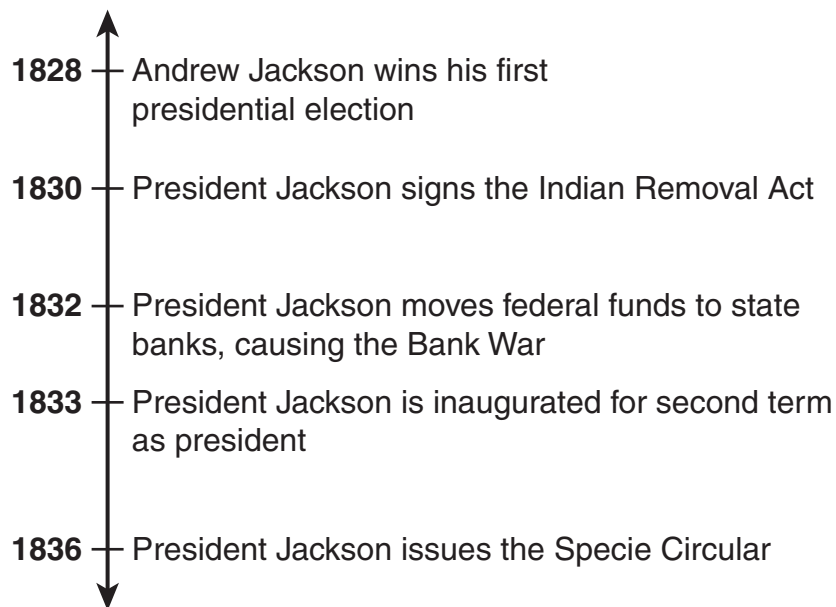 1828 Andrew Jackson wins his first
presidential election
1830 President Jackson signs the Indian Removal Act
1832 President Jackson moves federal funds to state
banks, causing the Bank War
1833 President Jackson is inaugurated for second term
as president
1836 President Jackson issues the Specie Circular